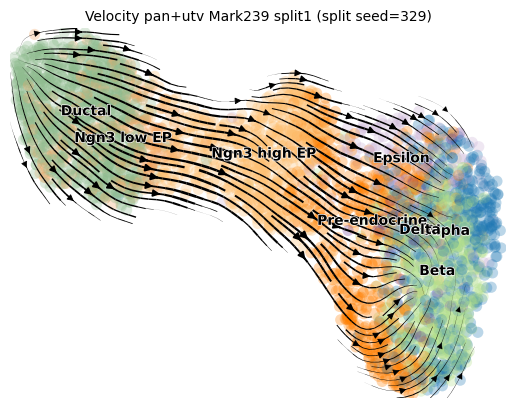 Velocity pan+utv Mark239 split1 (split seed=329)
Ductal
Ngn3 low EP
Ngn3 high EP
Epsilon
Pre-endocrine
Delta
Beta